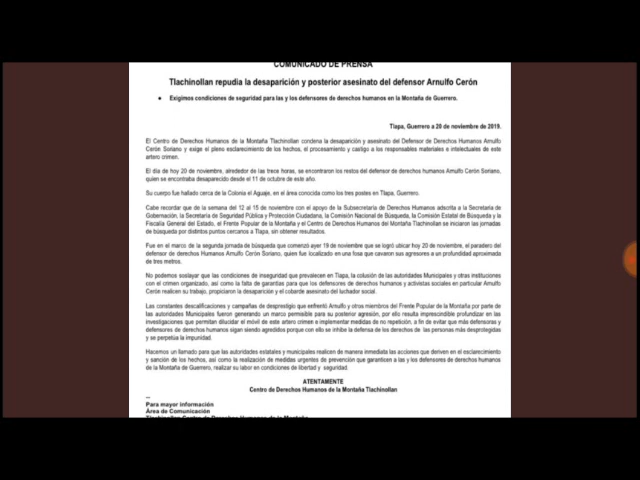 COMUNICADO DE PRENSA
Tlachinollan repudia la desaparición y posterior asesinato del defensor Arnulfo Cerón
● Exigimos condiciones de seguridad para las y los defensores de derechos humanos en la Montaña de Guerrero.
Tlapa, Guerrero a 20 de noviembre de 2019.
El Centro de Derechos Humanos de la Montaña Tlachinollan condena la desaparición y asesinato del Defensor de Derechos Humanos Arnulfo
Cerón Soriano y exige el pleno esclarecimiento de los hechos, el procesamiento y castigo a los responsables materiales e intelectuales de este
artero crimen.
El día de hoy 20 de noviembre, alrededor de las trece horas, se encontraron los restos del defensor de derechos humanos Arnulfo Cerón Soriano,
quien se encontraba desaparecido desde el 11 de octubre de este año.
Su cuerpo fue hallado cerca de la Colonia el Aguaje, en el área conocida como los tres postes en Tlapa, Guerrero.
Cabe recordar que de la semana del 12 al 15 de noviembre con el apoyo de la Subsecretaría de Derechos Humanos adscrita a la Secretaría de
Gobernación, la Secretaría de Seguridad Pública y Protección Ciudadana, la Comisión Nacional de Búsqueda, la Comisión Estatal de Búsqueda y la
Fiscalía General del Estado, el Frente Popular de la Montaña y el Centro de Derechos Humanos del Montaña Tlachinollan se iniciaron las jornadas
de búsqueda por distintos puntos cercanos a Tlapa, sin obtener resultados.
Fue en el marco de la segunda jornada de búsqueda que comenzó ayer 19 de noviembre que se logró ubicar hoy 20 de noviembre, el paradero del
defensor de derechos humanos Arnulfo Cerón Soriano, quien fue localizado en una fosa que cavaron sus agresores a un profundidad aproximada
de tres metros.
No podemos soslayar que las condiciones de inseguridad que prevalecen en Tlapa, la colusión de las autoridades Municipales y otras instituciones
con el crimen organizado, así como la falta de garantías para que los defensores de derechos humanos y activistas sociales en particular Arnulfo
Cerón realicen su trabajo, propiciaron la desaparición y el cobarde asesinato del luchador social.
Las constantes descalificaciones y campañas de desprestigio que enfrentó Arnulfo y otros miembros del Frente Popular de la Montaña por parte de
las autoridades Municipales fueron generando un marco permisible para su posterior agresión, por ello resulta imprescindible profundizar en las
investigaciones que permitan dilucidar el móvil de este artero crimen e implementar medidas de no repetición, a fin de evitar que más defensoras y
defensores de derechos humanos sigan siendo agredidos porque con ello se inhibe la defensa de los derechos de las personas más desprotegidas
y se perpetúa la impunidad.
Hacemos un llamado para que las autoridades estatales y municipales realicen de manera inmediata las acciones que deriven en el esclarecimiento
y sanción de los hechos, así como la realización de medidas urgentes de prevención que garanticen a las y los defensores de derechos humanos
de la Montaña de Guerrero, realizar su labor en condiciones de libertad y seguridad.
ATENTAMENTE
Centro de Derechos Humanos de la Montaña Tlachinollan
--
Para mayor información
Área de Comunicación
Tlachinollan Centro de Derechos Humanos de la Montaña